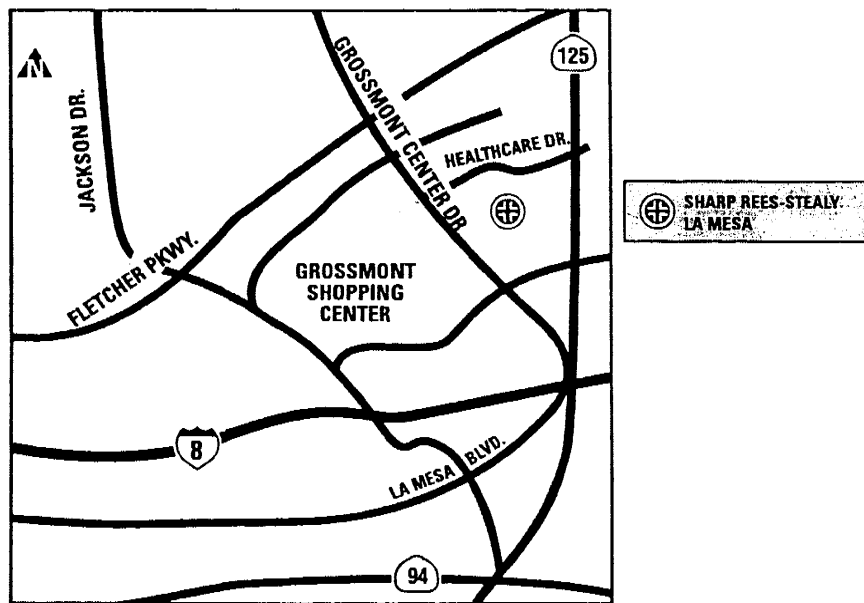 N
JACKSON DR.
GROSSMONT CENTER DR
125
HEALTHCARE DR.
SHARP REES-STEALY
LA MESA
FLETCHER PKWY.
GROSSMONT
SHOPPING
CENTER
8
LA MESA BLVD.
94